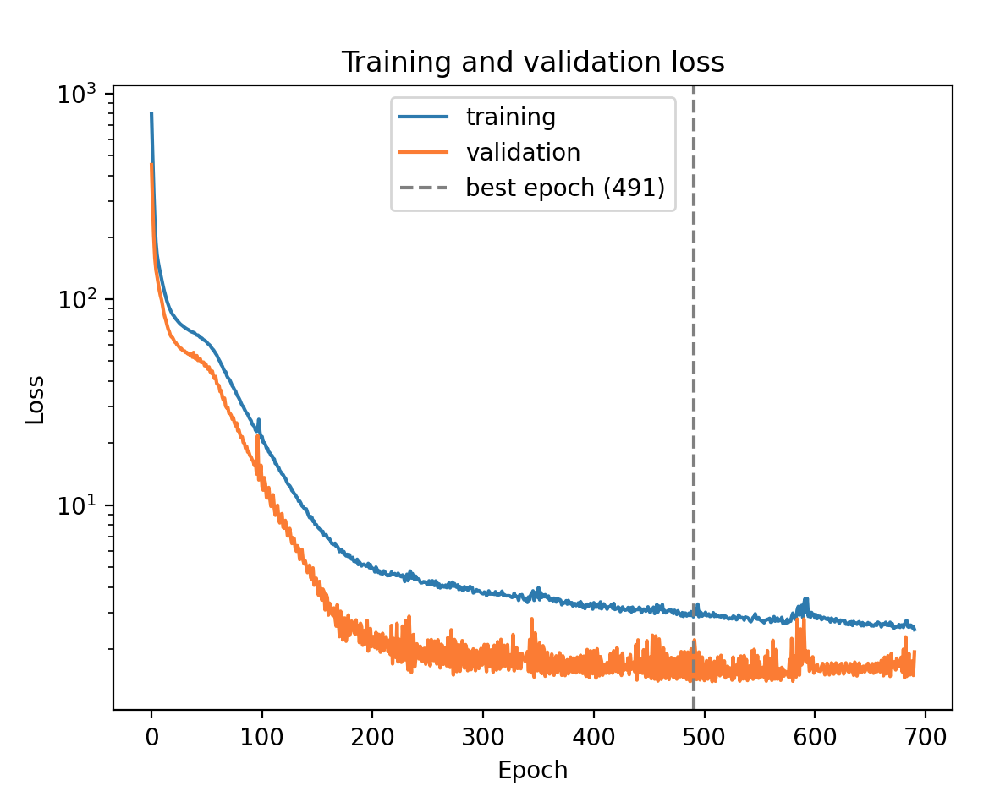 Training and validation loss
training
validation
best epoch (491)
Loss
10³
10²
10¹
0 100 200 300 400 500 600 700
Epoch